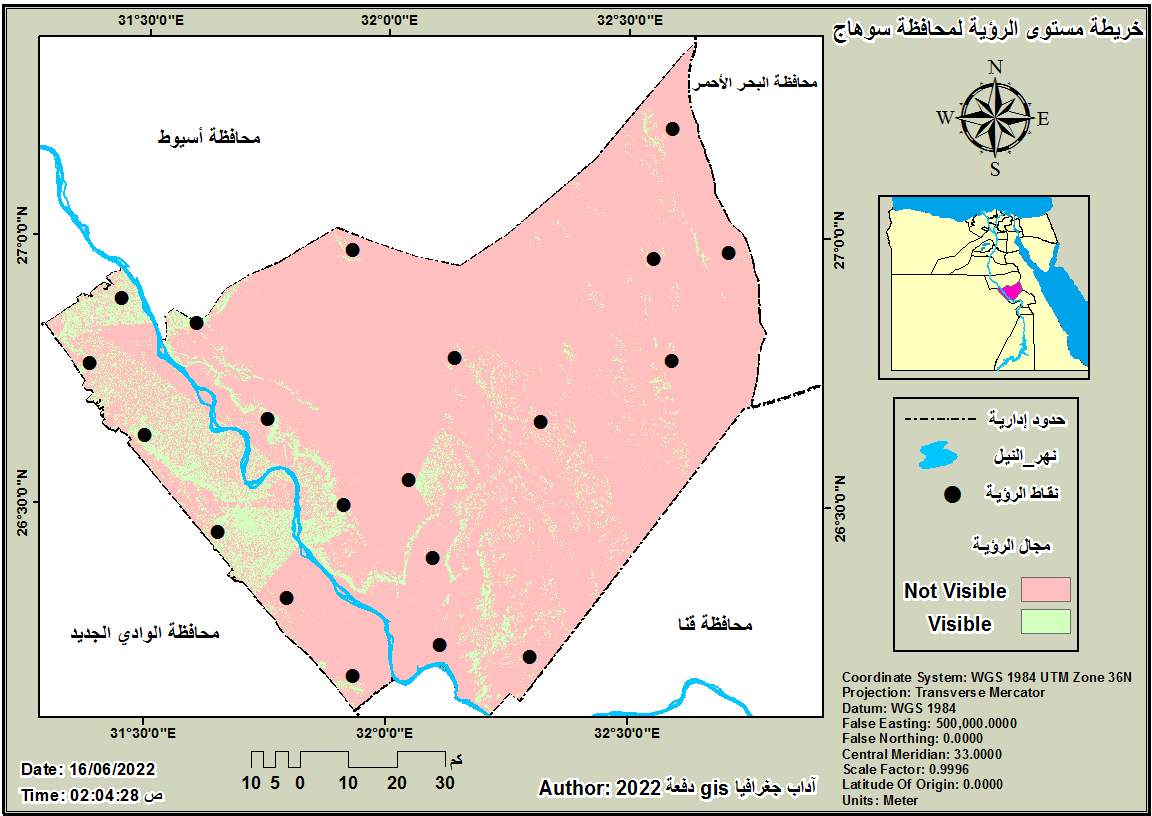 خريطة مستوى الرؤية لمحافظة سوهاج
31°30'0"E 32°0'0"E 32°30'0"E
N
W E
S
محافظة البحر الأحمر
محافظة أسيوط
27°0'0"N
27°0'0"N
26°30'0"N
26°30'0"N
محافظة الوادي الجديد
محافظة قنا
31°30'0"E 32°0'0"E 32°30'0"E
حدود إدارية
نهر_النيل
نقاط الرؤية
مجال الرؤية
Not Visible
Visible
Coordinate System: WGS 1984 UTM Zone 36N
Projection: Transverse Mercator
Datum: WGS 1984
False Easting: 500,000.0000
False Northing: 0.0000
Central Meridian: 33.0000
Scale Factor: 0.9996
Latitude Of Origin: 0.0000
Units: Meter
Date: 16/06/2022
Time: 02:04:28 ص
كم
10 5 0 10 20 30
Author: 2022 دفعة gis آداب جغرافيا